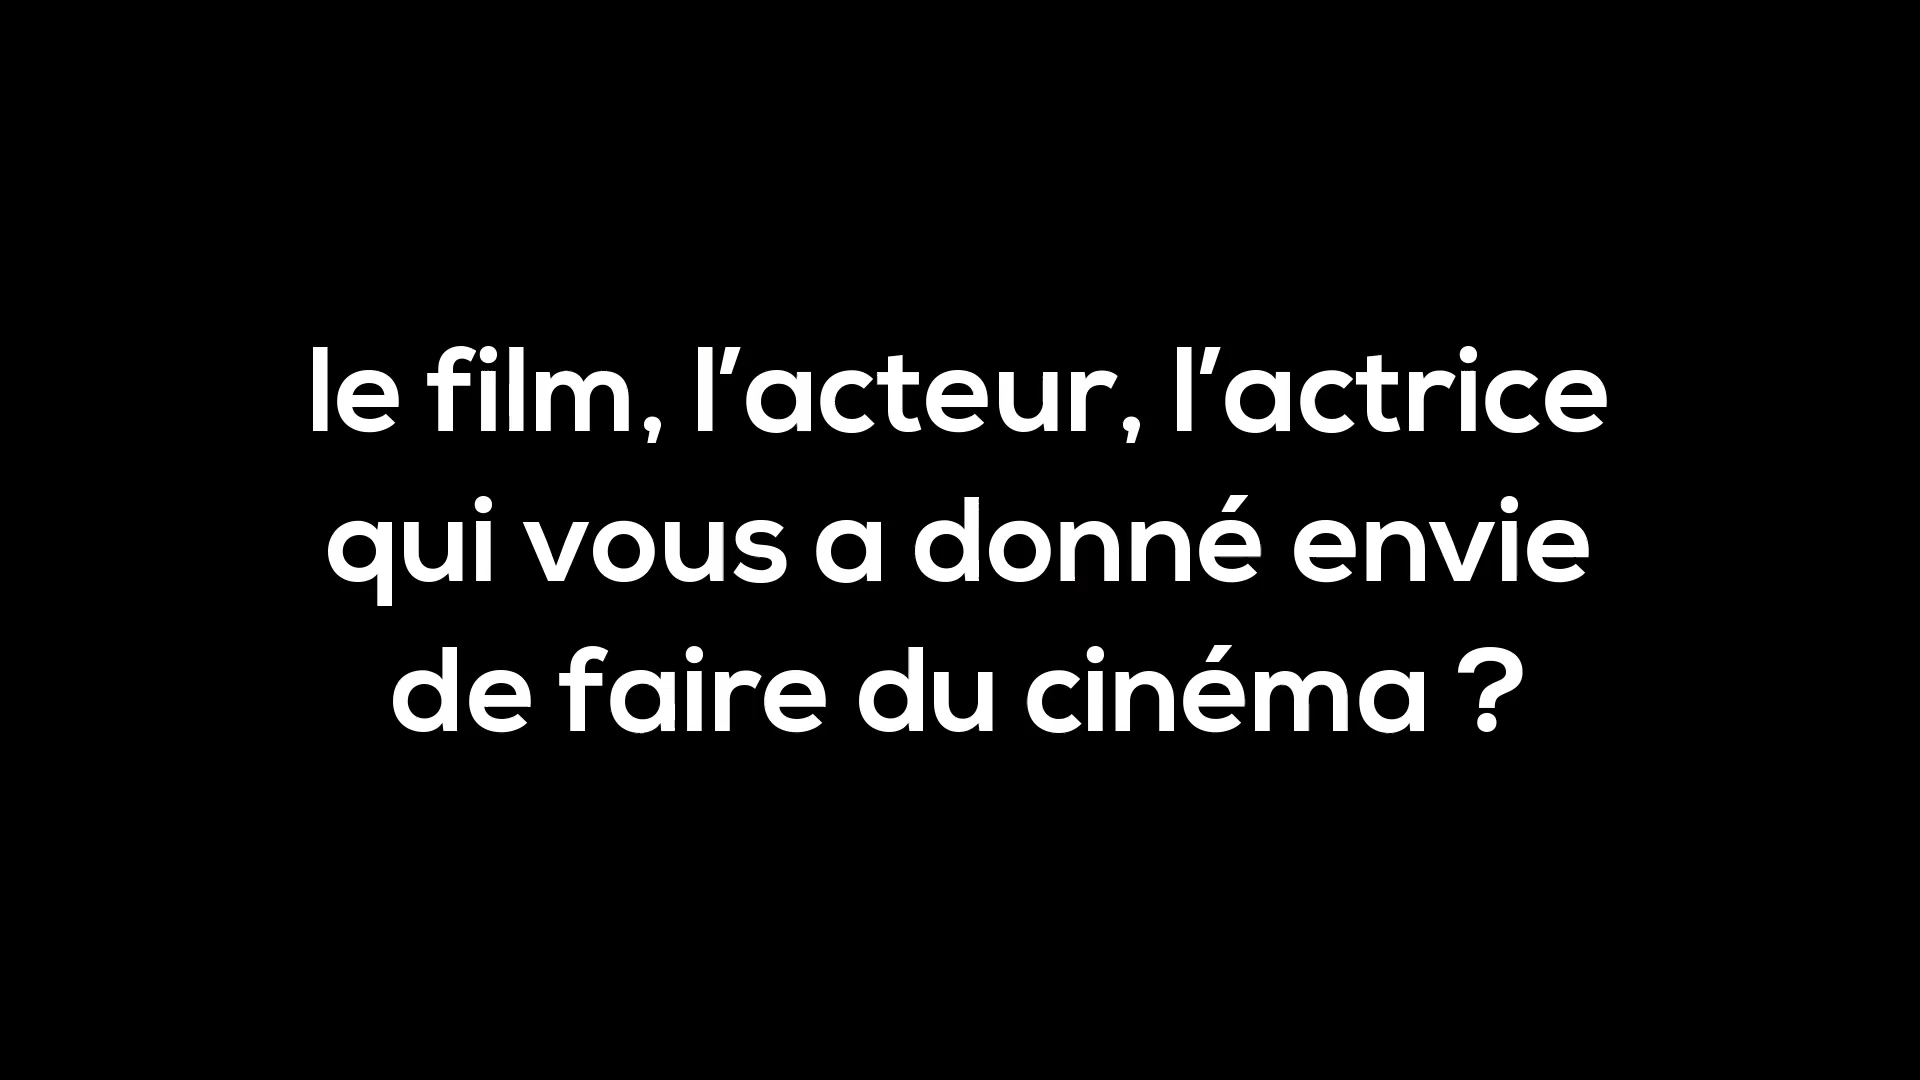 le film, l’acteur, l’actrice
qui vous a donné envie
de faire du cinéma ?